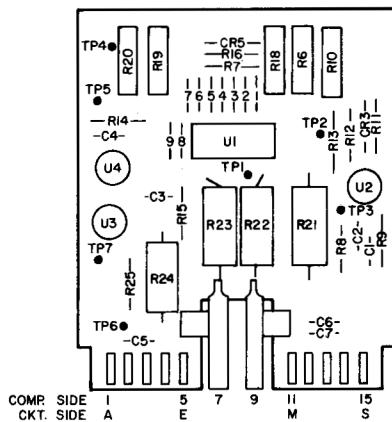 TP4
R20
R19
CR5
R16
R7
R18
R6
R10
TP5
7 6 5 4 3 2 1
R14
C4
9 8
U1
TP2
R13
R12
CR3
R11
U4
TP1
U2
C3
R15
R23
R22
R21
TP3
U3
TP7
R25
R24
R8
C2
C1
R9
TP6
C5
C6
C7
COMP. SIDE 1 5 7 9 11 15
CKT. SIDE A E M S